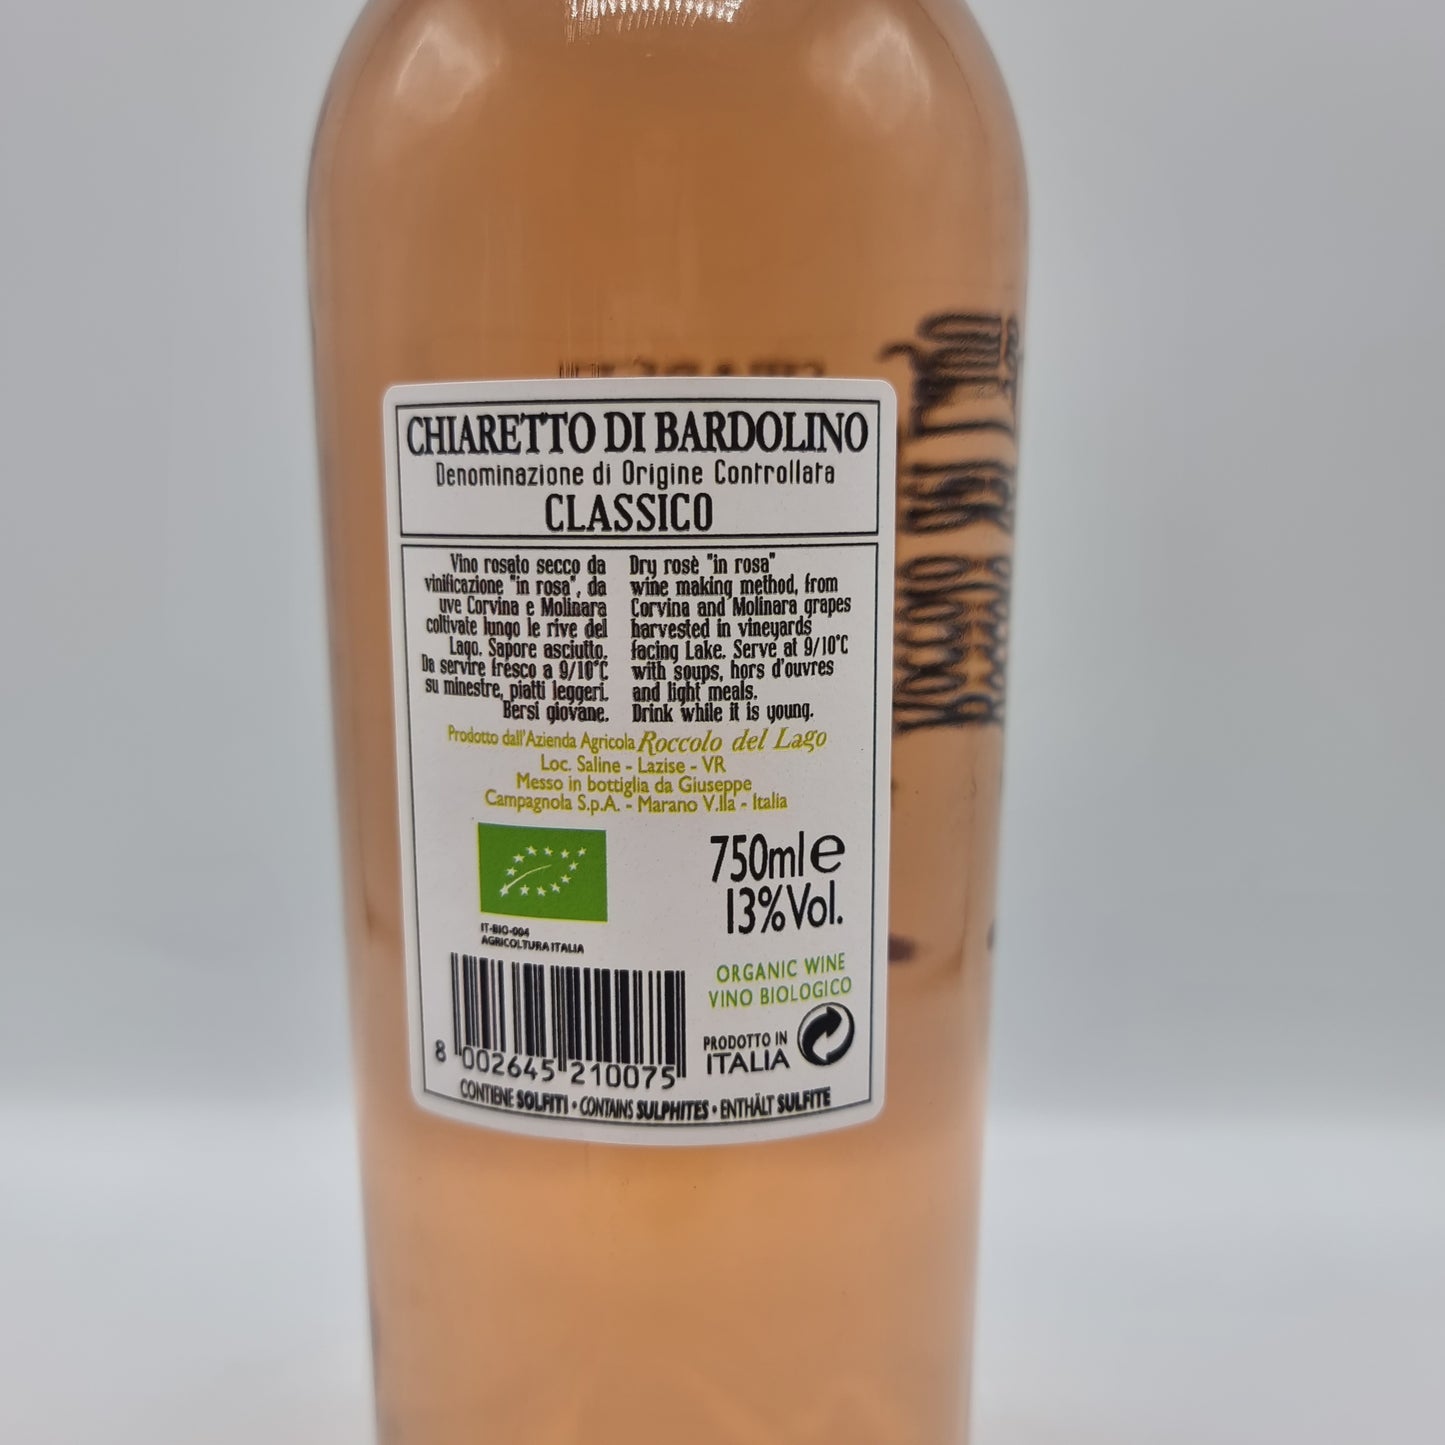 CHIARETTO DI BARDOLINO
Denominazione di Origine Controllata
CLASSICO
Vino rosato secco da
vinificazione "in rosa", da
uve Corvina e Molinara
coltivate lungo le rive del
Lago. Sapore asciutto.
Da servire fresco a 9/10°C
su minestre, piatti leggeri.
Bersi giovane.
Dry rosè "in rosa"
wine making method, from
Corvina and Molinara grapes
harvested in vineyards
facing Lake. Serve at 9/10°C
with soups, hors d'ouvres
and light meals.
Drink while it is young.
Prodotto dall'Azienda Agricola Roccolo del Lago
Loc. Saline - Lazise - VR
Messo in bottiglia da Giuseppe
Campagnola S.p.A. - Marano V.lla - Italia
750ml e
13%Vol.
IT-BIO-004
AGRICOLTURA ITALIA
ORGANIC WINE
VINO BIOLOGICO
PRODOTTO IN
ITALIA
8 002645 210075
CONTIENE SOLFITI • CONTAINS SULPHITES • ENTHÄLT SULFITE